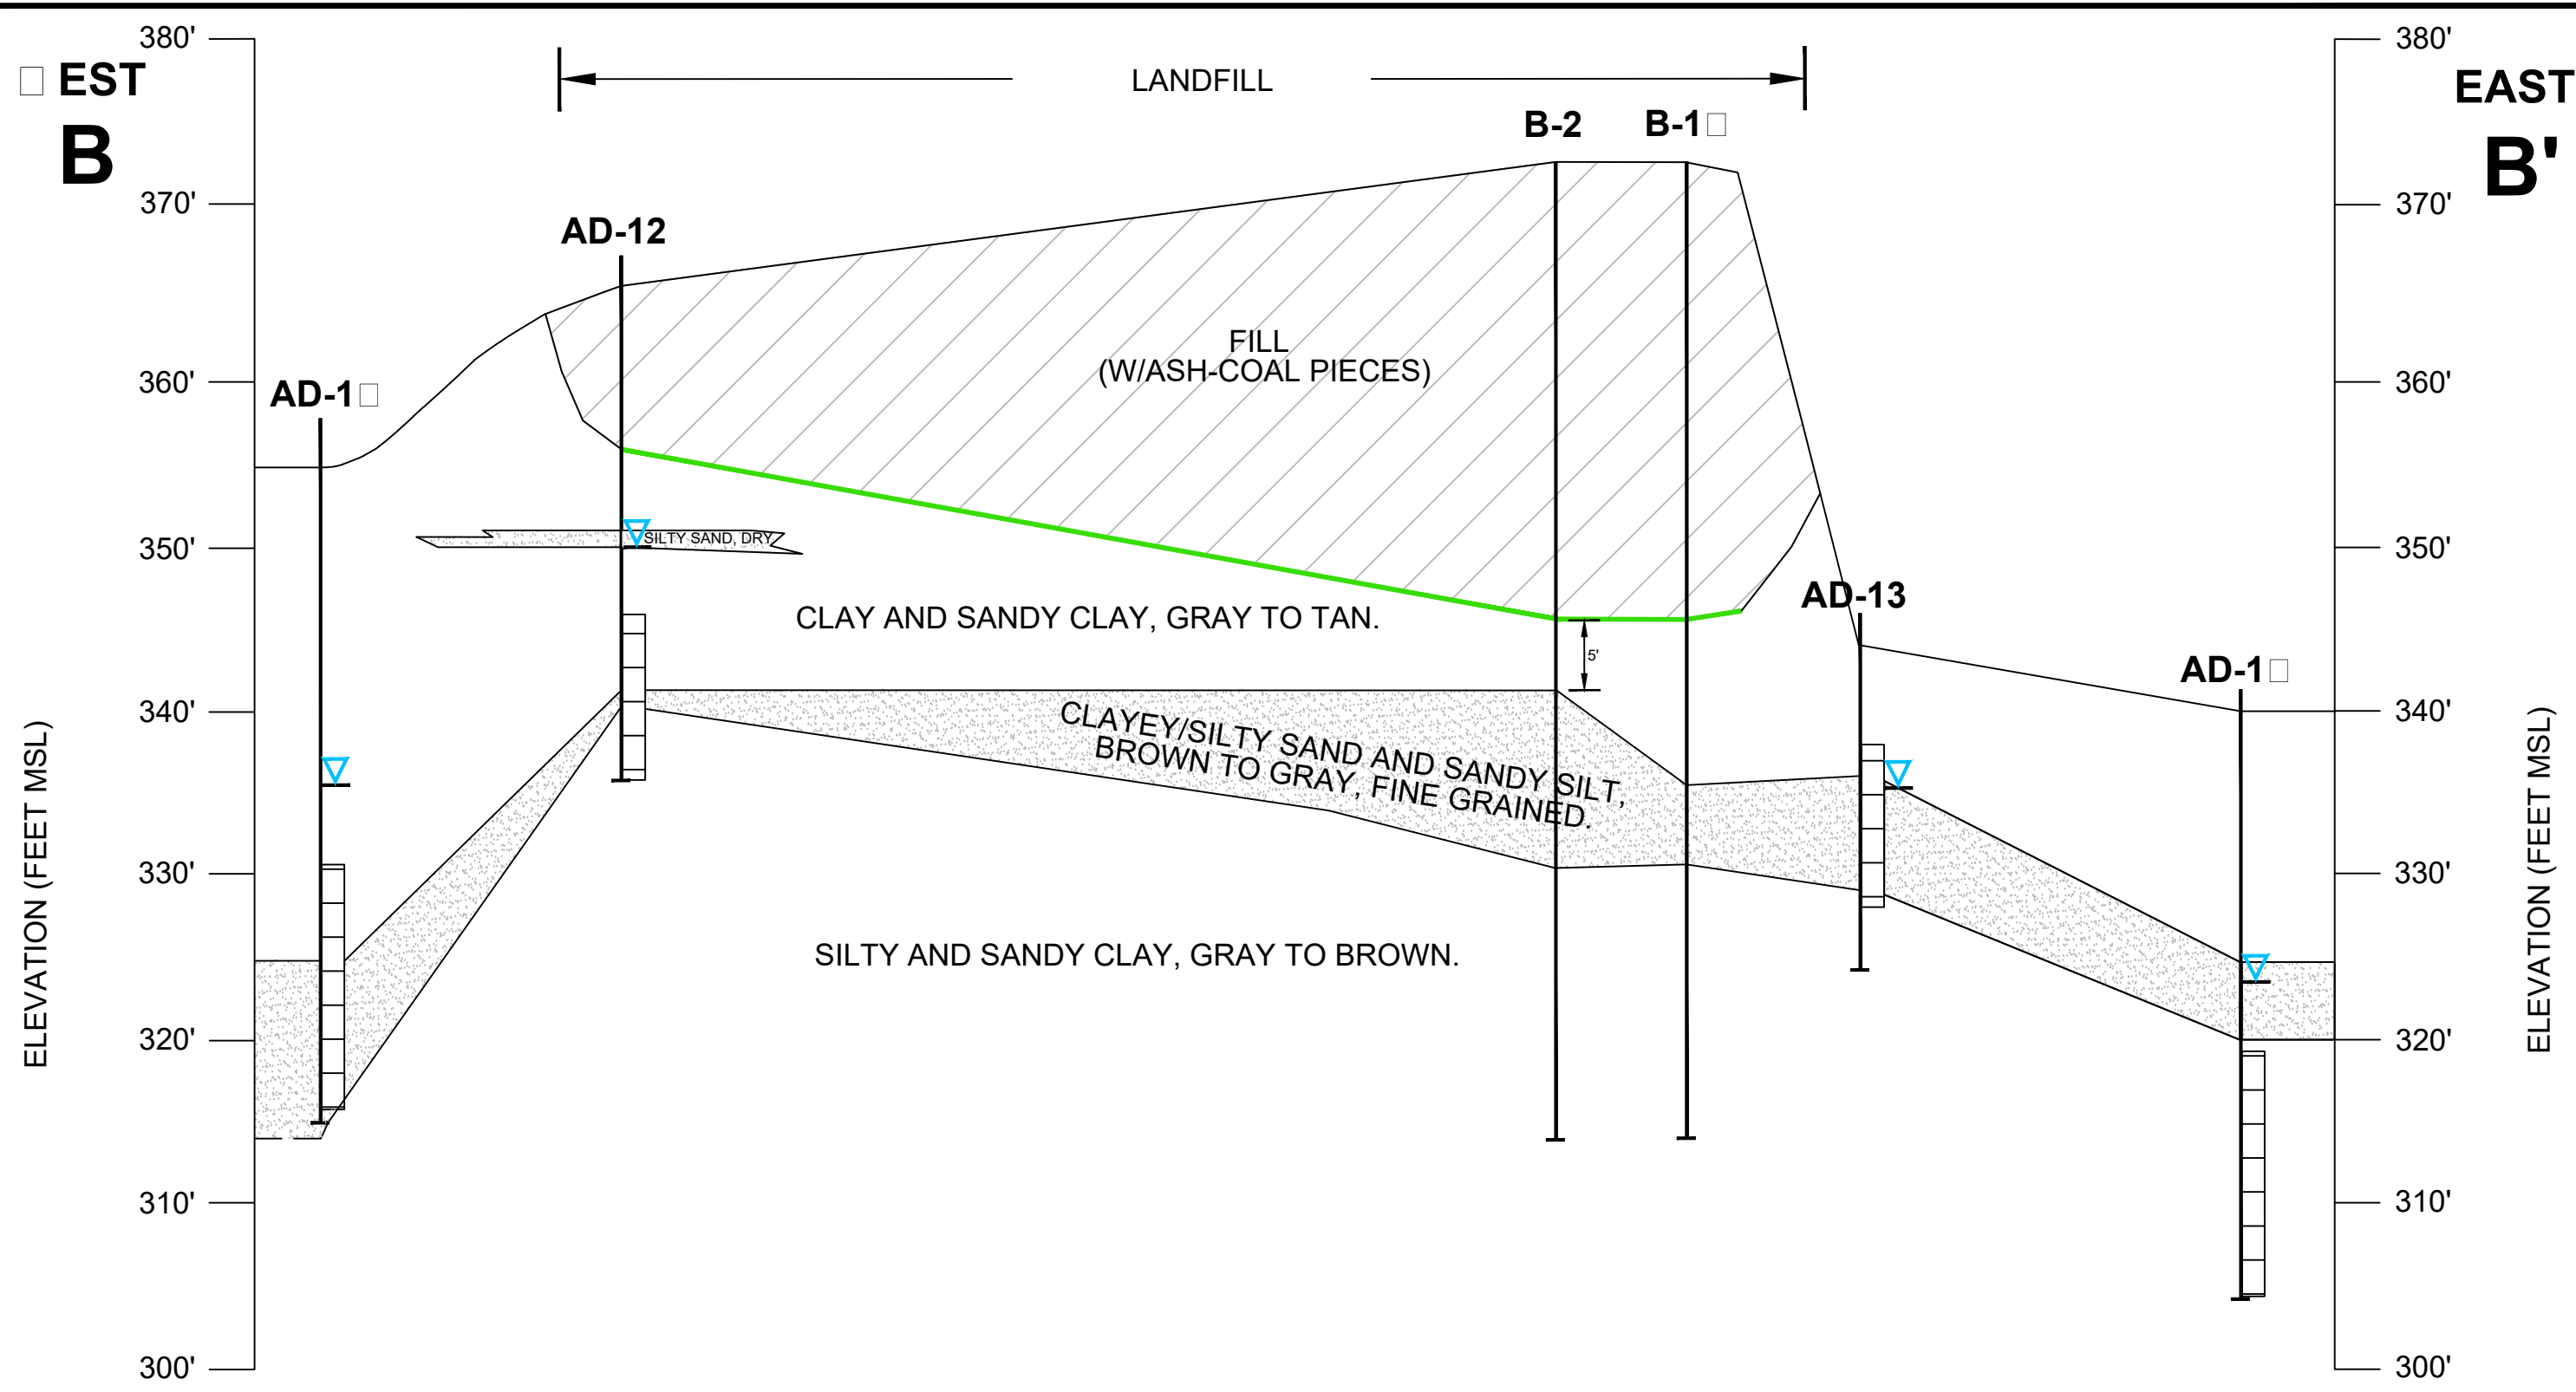 380'
380'
□ EST
EAST
B
B'
LANDFILL
B-2
B-1□
370'
370'
AD-12
FILL
(W/ASH-COAL PIECES)
360'
360'
AD-1□
350'
350'
SILTY SAND, DRY
AD-13
CLAY AND SANDY CLAY, GRAY TO TAN.
5'
AD-1□
340'
340'
CLAYEY/SILTY SAND AND SANDY SILT,
BROWN TO GRAY, FINE GRAINED.
ELEVATION (FEET MSL)
ELEVATION (FEET MSL)
330'
330'
SILTY AND SANDY CLAY, GRAY TO BROWN.
320'
320'
310'
310'
300'
300'